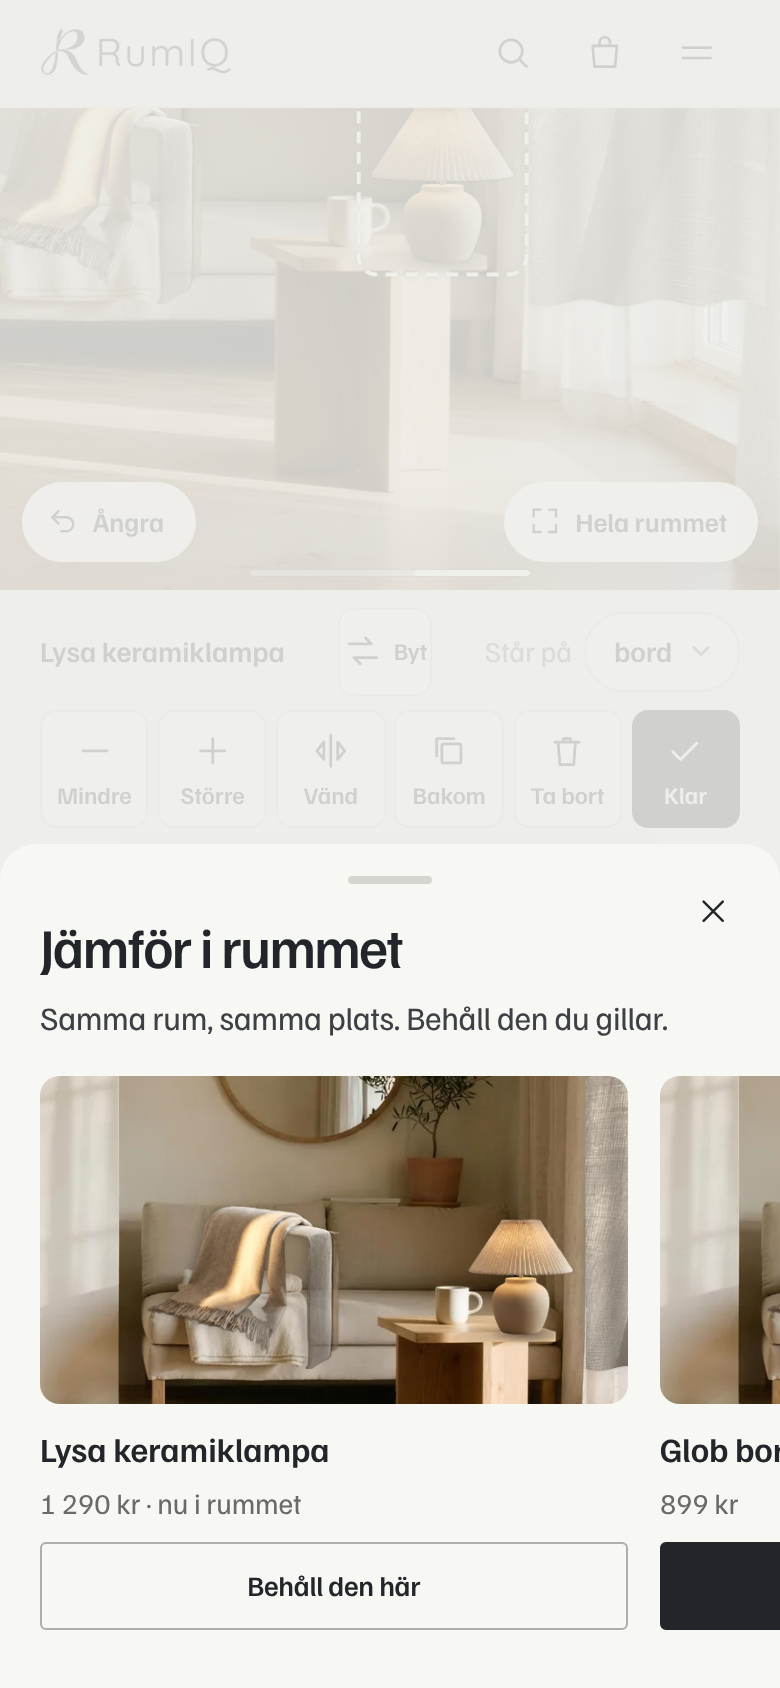 RumIQ
Ångra
Hela rummet
Lysa keramiklampa
Byt
Står på
bord
Mindre
Större
Vänd
Bakom
Ta bort
Klar
Jämför i rummet
Samma rum, samma plats. Behåll den du gillar.
Lysa keramiklampa
1 290 kr · nu i rummet
Behåll den här
Glob bor
899 kr